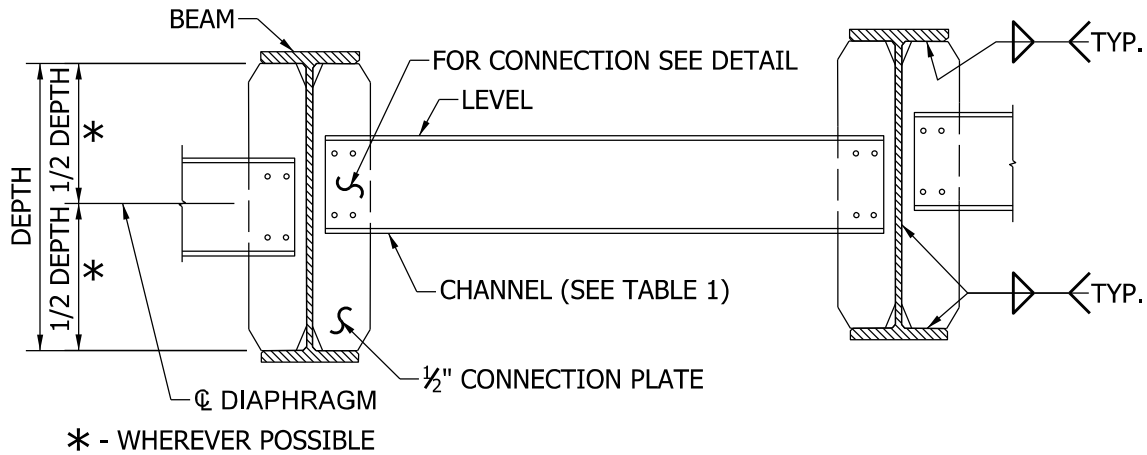 BEAM
TYP.
FOR CONNECTION SEE DETAIL
LEVEL
DEPTH
1/2 DEPTH
*
1/2 DEPTH
*
CHANNEL (SEE TABLE 1)
TYP.
½" CONNECTION PLATE
℄ DIAPHRAGM
* - WHEREVER POSSIBLE